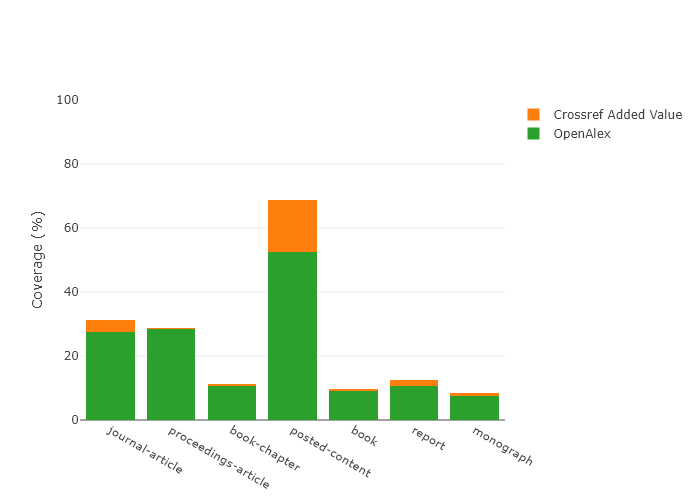 Crossref Added Value
OpenAlex
Coverage (%)
100
80
60
40
20
0
journal-article
proceedings-article
book-chapter
posted-content
book
report
monograph